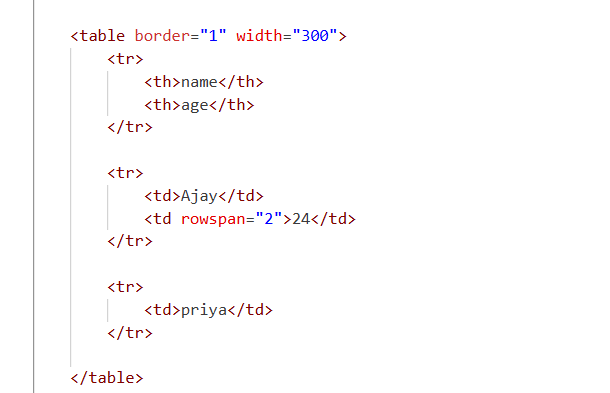 <table border="1" width="300">
<tr>
<th>name</th>
<th>age</th>
</tr>
<tr>
<td>Ajay</td>
<td rowspan="2">24</td>
</tr>
<tr>
<td>priya</td>
</tr>
</table>